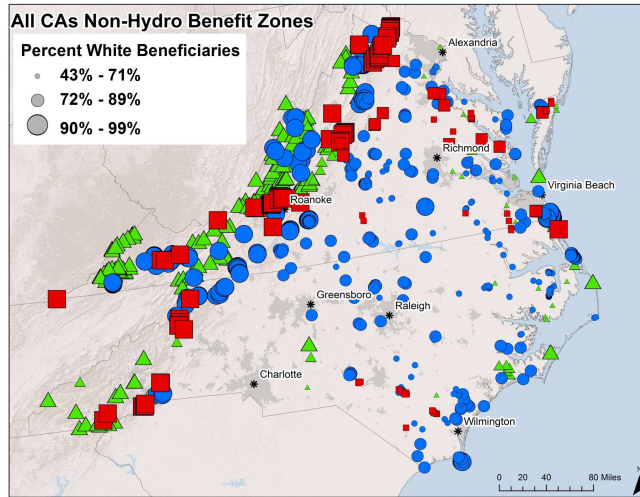 All CAs Non-Hydro Benefit Zones
Percent White Beneficiaries
43% - 71%
72% - 89%
90% - 99%
Alexandria
Richmond
Virginia Beach
Roanoke
Greensboro
Raleigh
Charlotte
Wilmington
0 20 40 80 Miles